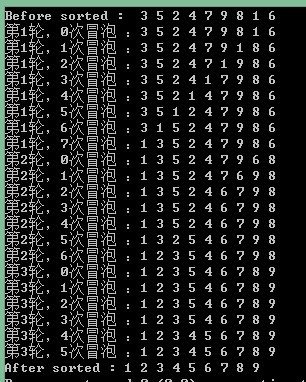 Before sorted : 3 5 2 4 7 9 8 1 6
第1轮, 0次冒泡 : 3 5 2 4 7 9 8 1 6
第1轮, 1次冒泡 : 3 5 2 4 7 9 1 8 6
第1轮, 2次冒泡 : 3 5 2 4 7 1 9 8 6
第1轮, 3次冒泡 : 3 5 2 4 1 7 9 8 6
第1轮, 4次冒泡 : 3 5 2 1 4 7 9 8 6
第1轮, 5次冒泡 : 3 5 1 2 4 7 9 8 6
第1轮, 6次冒泡 : 3 1 5 2 4 7 9 8 6
第1轮, 7次冒泡 : 1 3 5 2 4 7 9 8 6
第2轮, 0次冒泡 : 1 3 5 2 4 7 9 6 8
第2轮, 1次冒泡 : 1 3 5 2 4 7 6 9 8
第2轮, 2次冒泡 : 1 3 5 2 4 6 7 9 8
第2轮, 3次冒泡 : 1 3 5 2 4 6 7 9 8
第2轮, 4次冒泡 : 1 3 5 2 4 6 7 9 8
第2轮, 5次冒泡 : 1 3 2 5 4 6 7 9 8
第2轮, 6次冒泡 : 1 2 3 5 4 6 7 9 8
第3轮, 0次冒泡 : 1 2 3 5 4 6 7 8 9
第3轮, 1次冒泡 : 1 2 3 5 4 6 7 8 9
第3轮, 2次冒泡 : 1 2 3 5 4 6 7 8 9
第3轮, 3次冒泡 : 1 2 3 4 5 6 7 8 9
第3轮, 4次冒泡 : 1 2 3 4 5 6 7 8 9
第3轮, 5次冒泡 : 1 2 3 4 5 6 7 8 9
After sorted : 1 2 3 4 5 6 7 8 9